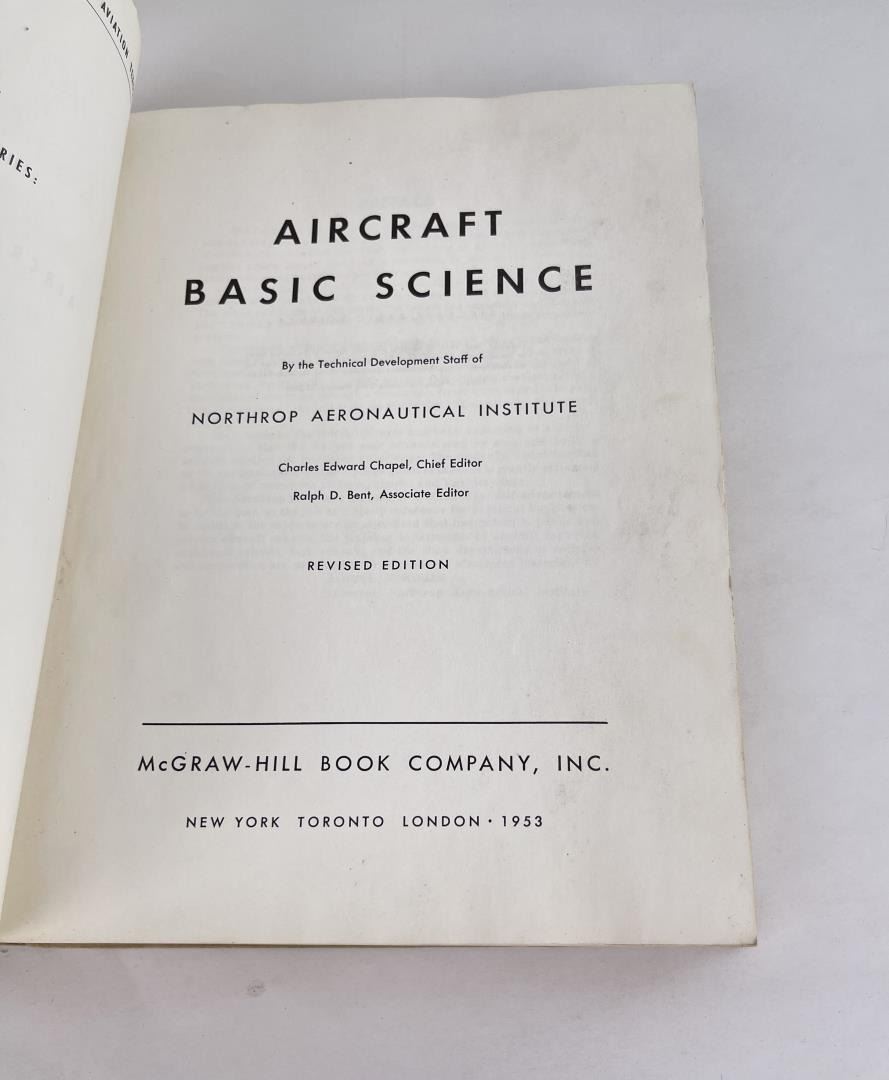 AVIATION
AIRCRAFT
BASIC SCIENCE
By the Technical Development Staff of
NORTHROP AERONAUTICAL INSTITUTE
Charles Edward Chapel, Chief Editor
Ralph D. Bent, Associate Editor
REVISED EDITION
McGRAW-HILL BOOK COMPANY, INC.
NEW YORK TORONTO LONDON · 1953